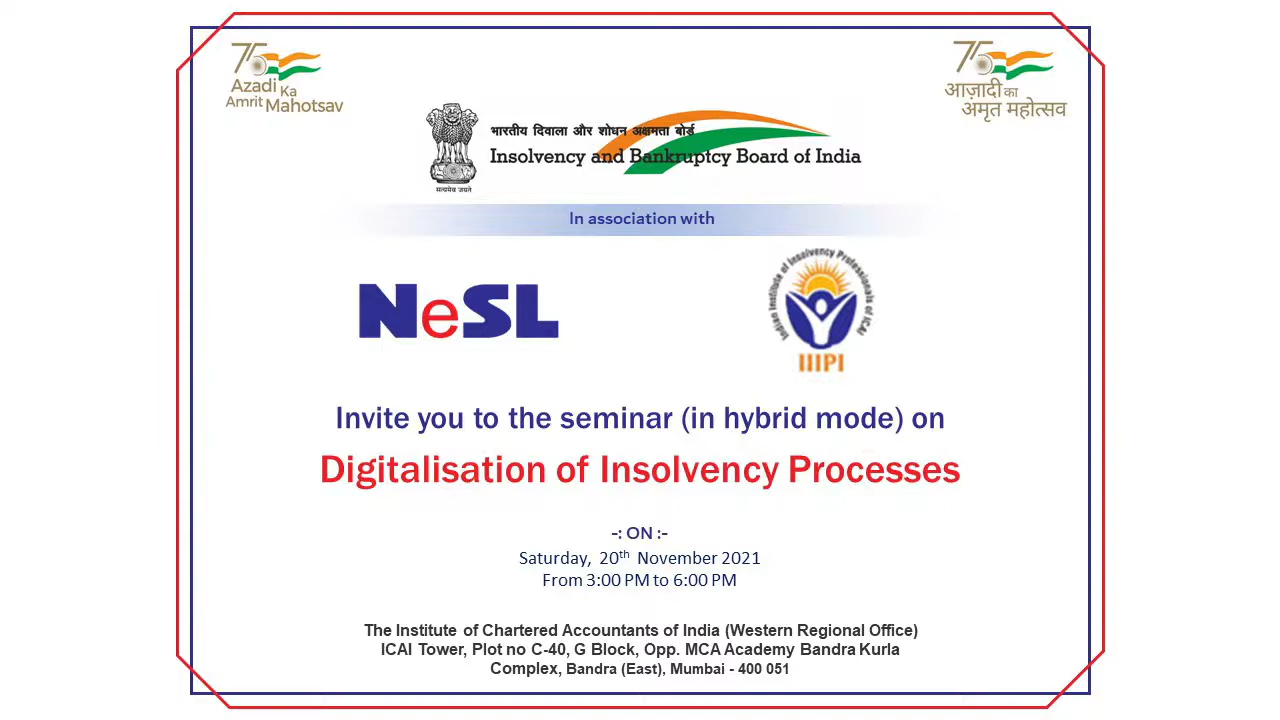 75
Azadi Ka
Amrit Mahotsav
75
आज़ादी का
अमृत महोत्सव
भारतीय दिवाला और शोधन अक्षमता बोर्ड
Insolvency and Bankruptcy Board of India
सत्यमेव जयते
In association with
NeSL
Indian Institute of Insolvency Professionals of ICAI
IIIPI
Invite you to the seminar (in hybrid mode) on
Digitalisation of Insolvency Processes
-: ON :-
Saturday, 20th November 2021
From 3:00 PM to 6:00 PM
The Institute of Chartered Accountants of India (Western Regional Office)
ICAI Tower, Plot no C-40, G Block, Opp. MCA Academy Bandra Kurla
Complex, Bandra (East), Mumbai - 400 051